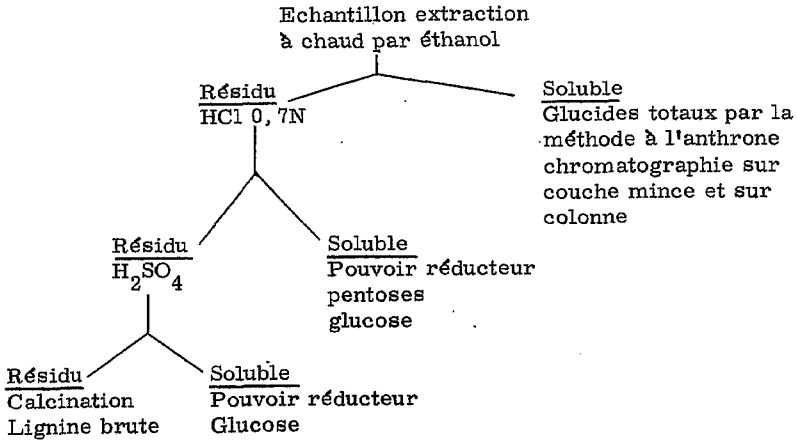 Echantillon extraction
à chaud par éthanol
Résidu
HCl 0,7N
Soluble
Glucides totaux par la
méthode à l'anthrone
chromatographie sur
couche mince et sur
colonne
Résidu
H2SO4
Soluble
Pouvoir réducteur
pentoses
glucose
Résidu
Calcination
Lignine brute
Soluble
Pouvoir réducteur
Glucose